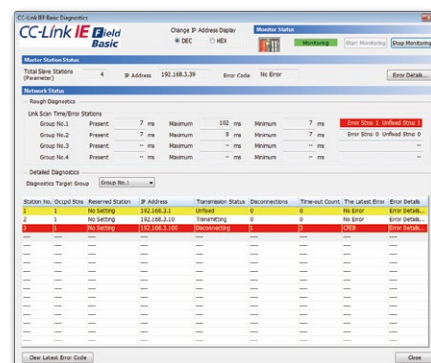 CC-Link IEF Basic Diagnostics
CC-Link IE Field Basic
Change IP Address Display
DEC HEX
Monitor Status
Monitoring Start Monitoring Stop Monitoring
Master Station Status
Total Slave Stations (Parameter) 4 IP Address 192.168.3.39 Error Code No Error Error Details...
Network Status
Rough Diagnostics
Link Scan Time/Error Stations
Group No.1 Present 7 ms Maximum 102 ms Minimum 7 ms Error Stns: 1 Unfixed Stns: 1
Group No.2 Present 7 ms Maximum 8 ms Minimum 7 ms Error Stns: 0 Unfixed Stns: 0
Group No.3 Present -- ms Maximum -- ms Minimum -- ms --
Group No.4 Present -- ms Maximum -- ms Minimum -- ms --
Detailed Diagnostics
Diagnostics Target Group Group No.1
Station No. Occpd Stns Reserved Station IP Address Transmission Status Disconnections Time-out Count The Latest Error Error Details
1 1 No Setting 192.168.3.1 Unfixed 0 0 No Error Error Details...
2 1 No Setting 192.168.3.10 Transmitting 0 0 No Error Error Details...
3 1 No Setting 192.168.3.100 Disconnecting 1 3 CFE8 Error Details...
Clear Latest Error Code Close